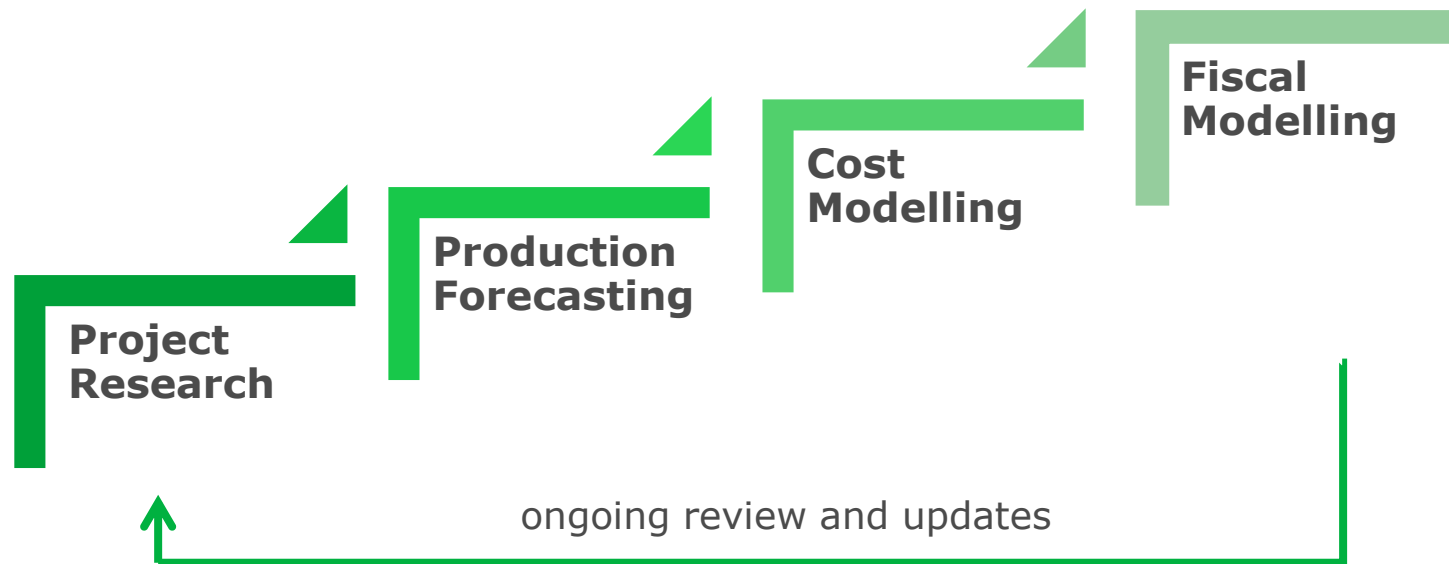 Project
Research
Production
Forecasting
Cost
Modelling
Fiscal
Modelling
ongoing review and updates